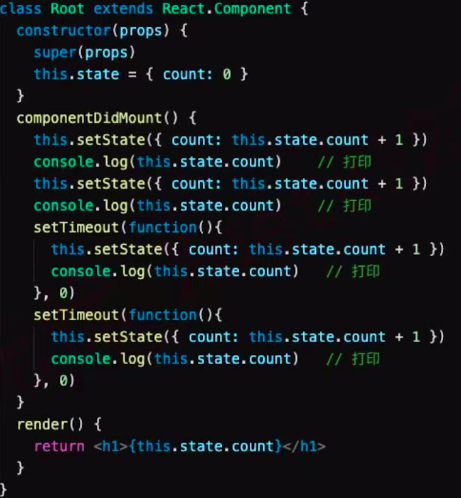 class Root extends React.Component {
  constructor(props) {
    super(props)
    this.state = { count: 0 }
  }
  componentDidMount() {
    this.setState({ count: this.state.count + 1 })
    console.log(this.state.count)    // 打印
    this.setState({ count: this.state.count + 1 })
    console.log(this.state.count)    // 打印
    setTimeout(function(){
      this.setState({ count: this.state.count + 1 })
      console.log(this.state.count)   // 打印
    }, 0)
    setTimeout(function(){
      this.setState({ count: this.state.count + 1 })
      console.log(this.state.count)   // 打印
    }, 0)
  }
  render() {
    return <h1>{this.state.count}</h1>
  }
}